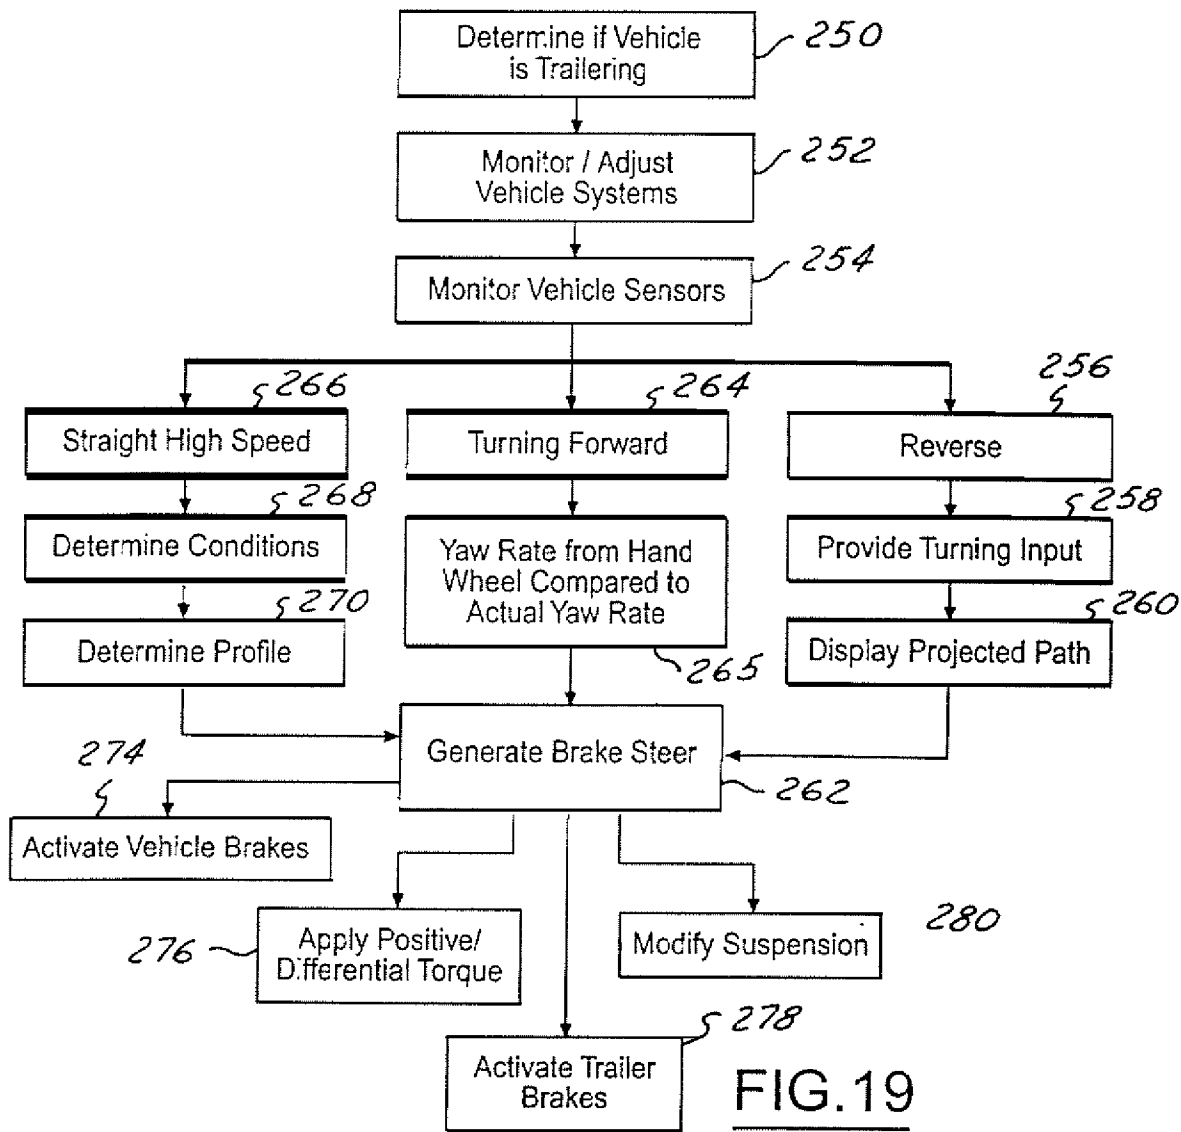 Determine if Vehicle
is Trailering
250
Monitor / Adjust
Vehicle Systems
252
Monitor Vehicle Sensors
254
266
264
256
Straight High Speed
Turning Forward
Reverse
268
258
Determine Conditions
Yaw Rate from Hand
Wheel Compared to
Actual Yaw Rate
Provide Turning Input
270
260
Determine Profile
265
Display Projected Path
Generate Brake Steer
262
274
Activate Vehicle Brakes
276
Apply Positive/
Differential Torque
Modify Suspension
280
278
Activate Trailer
Brakes
FIG.19